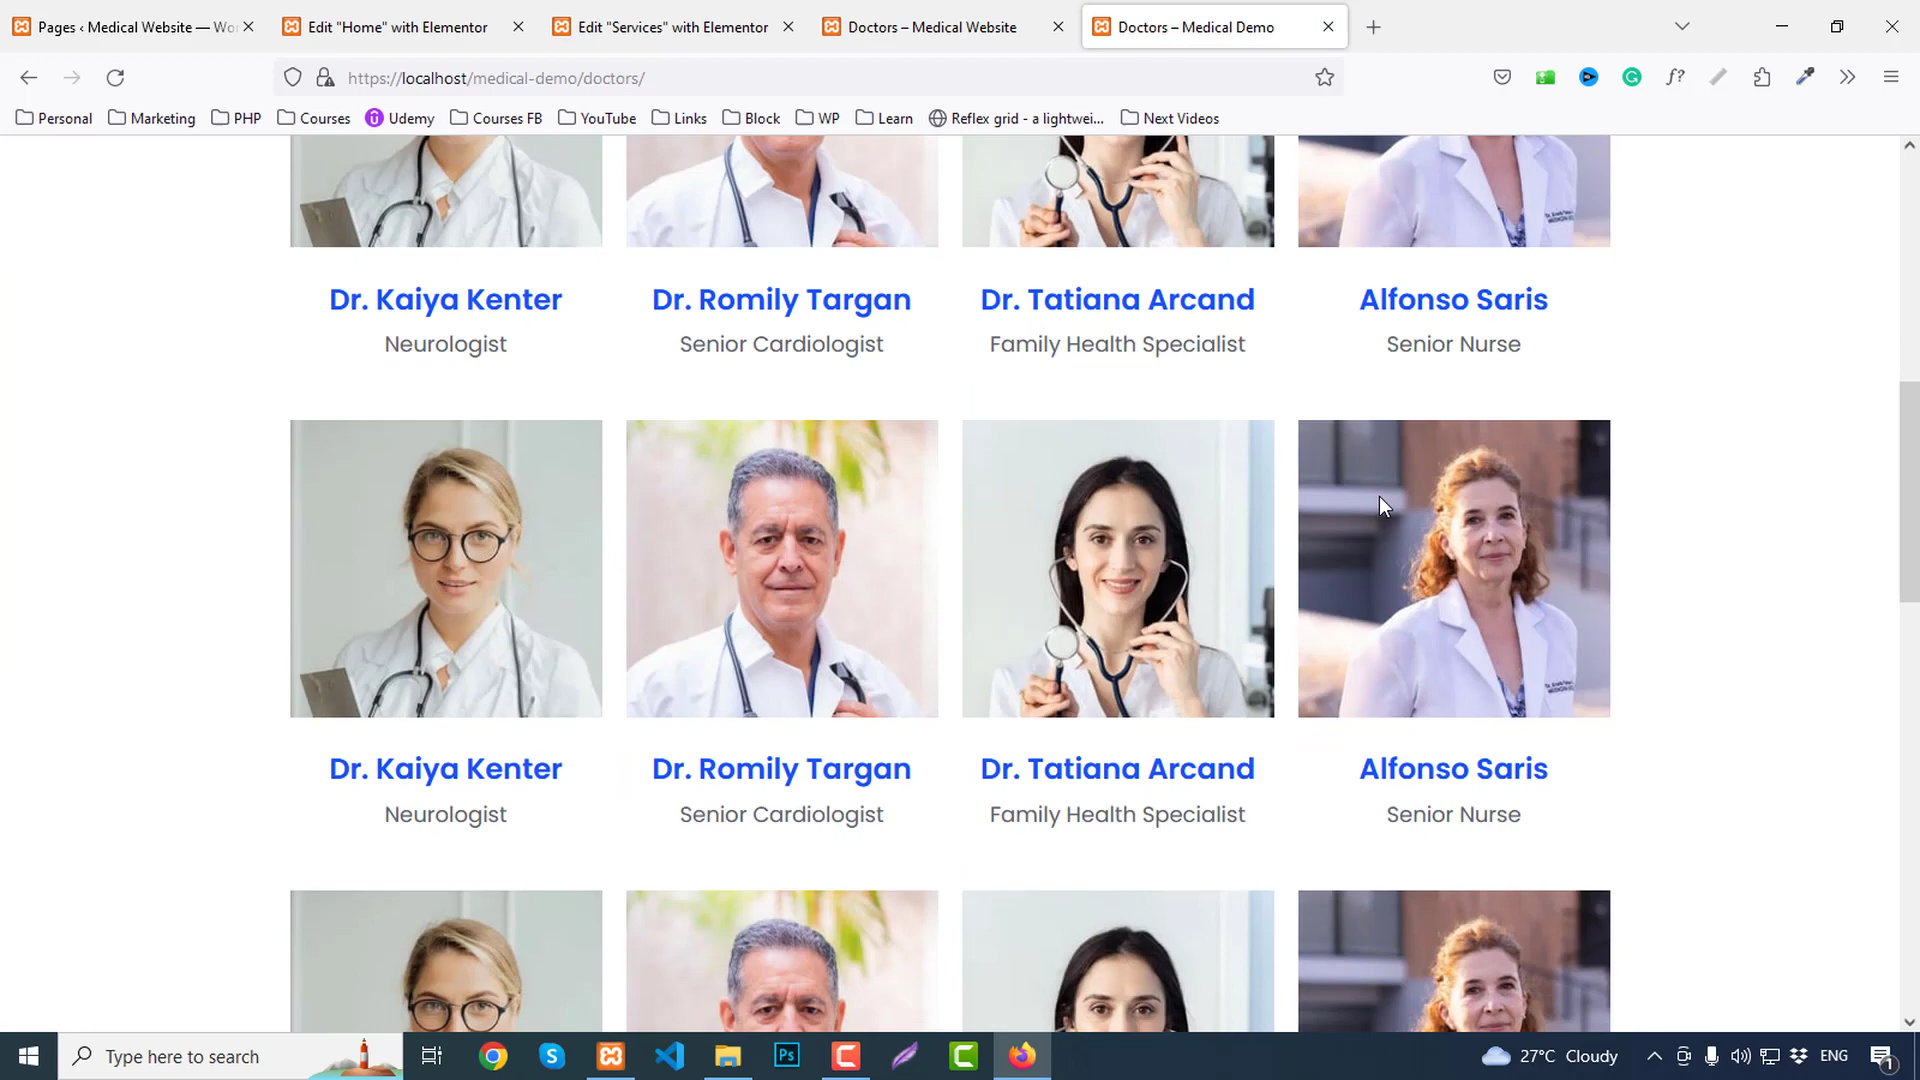 Pages ‹ Medical Website — Wo
Edit "Home" with Elementor
Edit "Services" with Elementor
Doctors – Medical Website
Doctors – Medical Demo
https://localhost/medical-demo/doctors/
Personal
Marketing
PHP
Courses
Udemy
Courses FB
YouTube
Links
Block
WP
Learn
Reflex grid - a lightwei...
Next Videos
Dr. Kaiya Kenter
Dr. Romily Targan
Dr. Tatiana Arcand
Alfonso Saris
Neurologist
Senior Cardiologist
Family Health Specialist
Senior Nurse
Dr. Kaiya Kenter
Dr. Romily Targan
Dr. Tatiana Arcand
Alfonso Saris
Neurologist
Senior Cardiologist
Family Health Specialist
Senior Nurse
Type here to search
27°C Cloudy
ENG
1